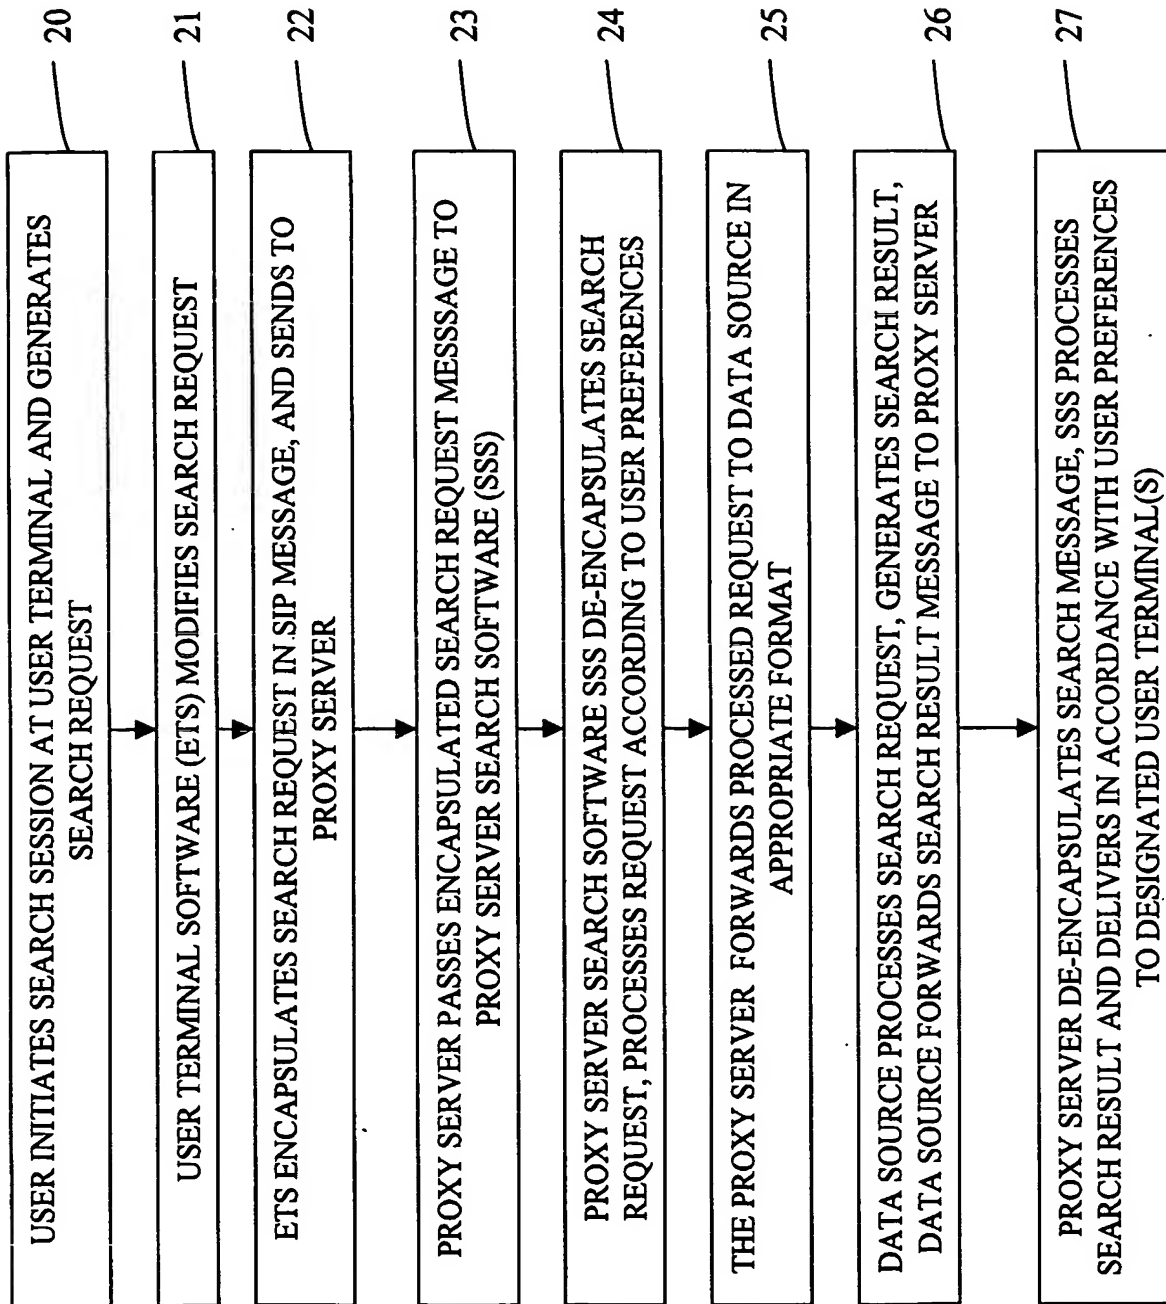 USER INITIATES SEARCH SESSION AT USER TERMINAL AND GENERATES
SEARCH REQUEST
20
USER TERMINAL SOFTWARE (ETS) MODIFIES SEARCH REQUEST
21
ETS ENCAPSULATES SEARCH REQUEST IN SIP MESSAGE, AND SENDS TO
PROXY SERVER
22
PROXY SERVER PASSES ENCAPSULATED SEARCH REQUEST MESSSAGE TO
PROXY SERVER SEARCH SOFTWARE (SSS)
23
PROXY SERVER SEARCH SOFTWARE SSS DE-ENCAPSULATES SEARCH
REQUEST, PROCESSES REQUEST ACCORDING TO USER PREFERENCES
24
THE PROXY SERVER FORWARDS PROCESSED REQUEST TO DATA SOURCE IN
APPROPRIATE FORMAT
25
DATA SOURCE PROCESSES SEARCH REQUEST, GENERATES SEARCH RESULT,
DATA SOURCE FORWARDS SEARCH RESULT MESSAGE TO PROXY SERVER
26
PROXY SERVER DE-ENCAPSULATES SEARCH MESSAGE, SSS PROCESSES
SEARCH RESULT AND DELIVERS IN ACCORDANCE WITH USER PREFERENCES
TO DESIGNATED USER TERMINAL(S)
27